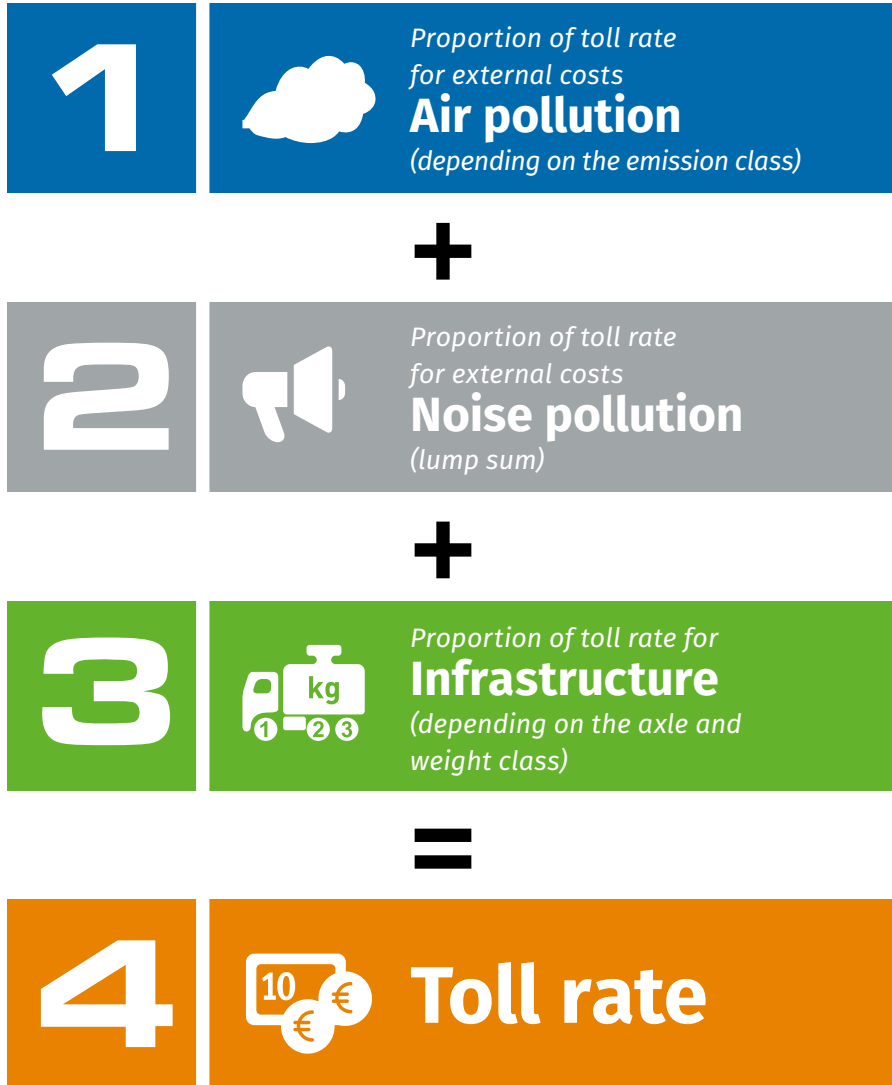 1
Proportion of toll rate
for external costs
Air pollution
(depending on the emission class)
+
2
Proportion of toll rate
for external costs
Noise pollution
(lump sum)
+
3
kg
1 2 3
Proportion of toll rate for
Infrastructure
(depending on the axle and
weight class)
=
4
10
€
€
Toll rate